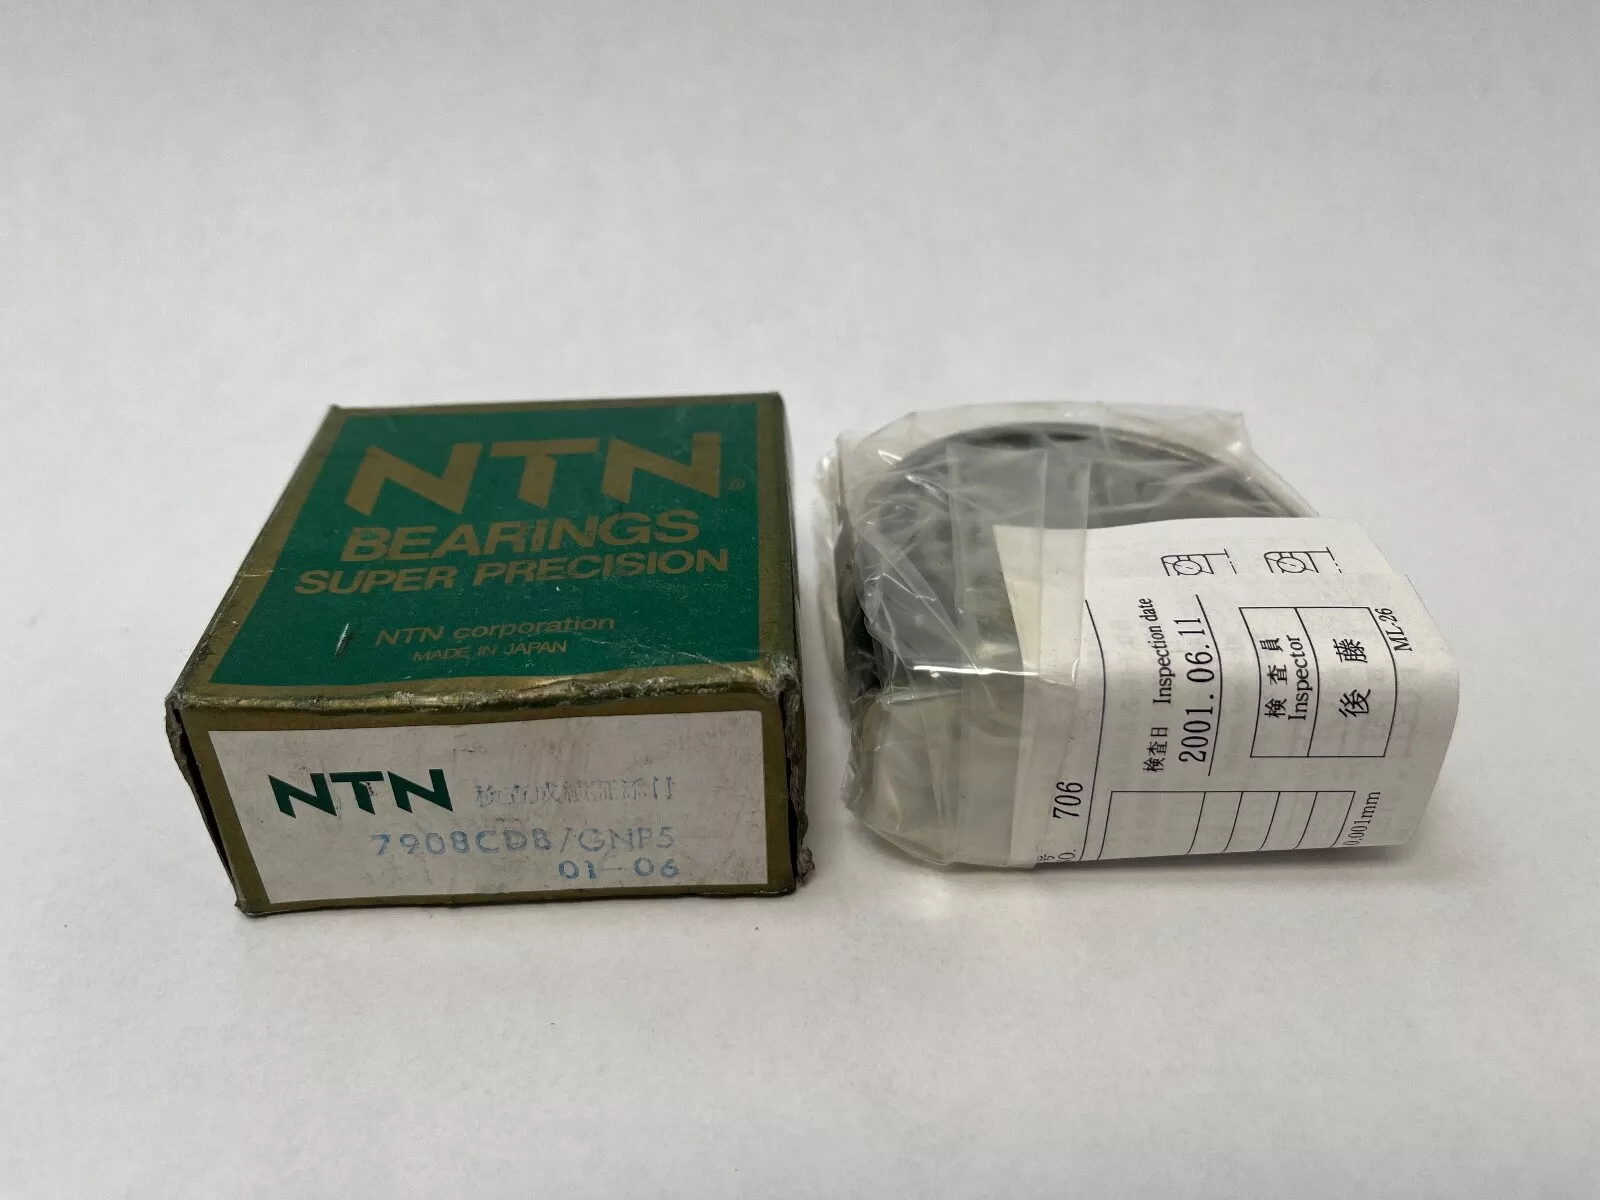 NTN®
BEARINGS
SUPER PRECISION
NTN corporation
MADE IN JAPAN
NTN
7908CDB/GNP5
01-06
706
NO.
検査日 Inspection date
2001.06.11
検査員
Inspector
後藤
ML-26
0.001mm